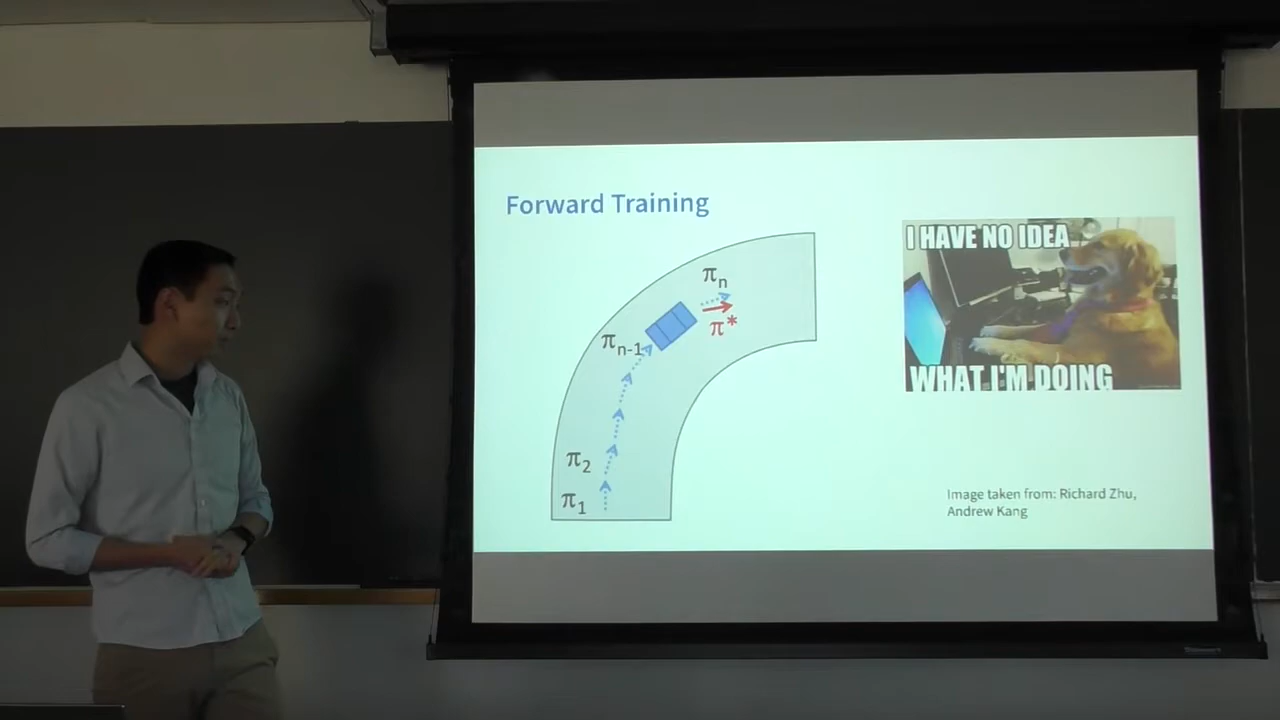 Forward Training
πn
π*
πn-1
π2
π1
I HAVE NO IDEA
WHAT I'M DOING
Image taken from: Richard Zhu,
Andrew Kang